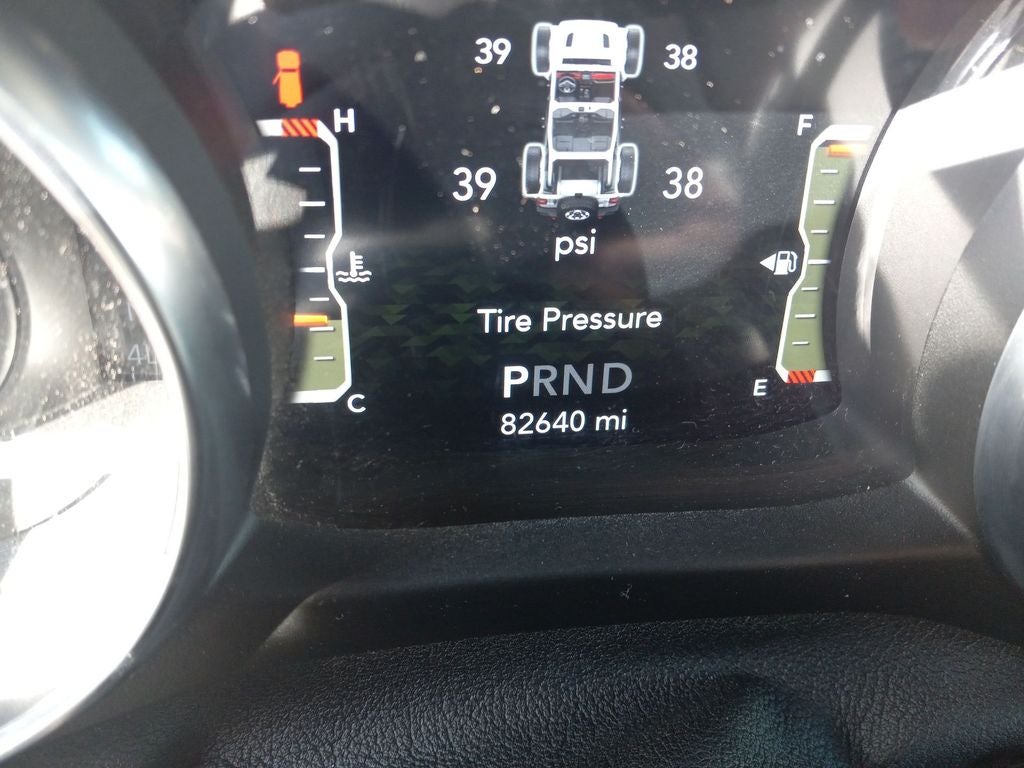 39 38
H F
39 38
psi
Tire Pressure
PRND
C E
82640 mi